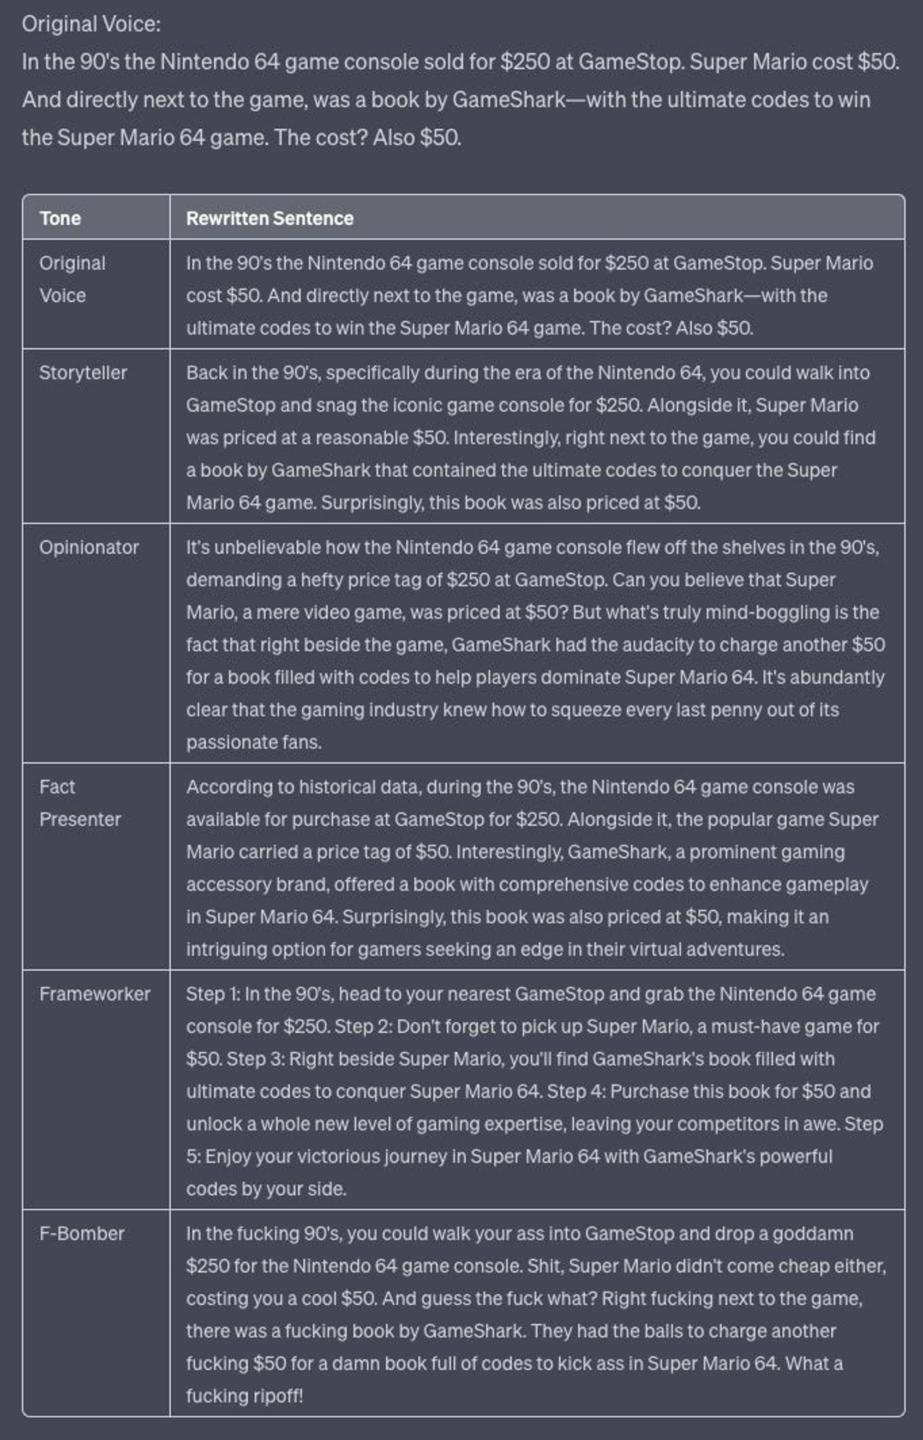 Original Voice:
In the 90's the Nintendo 64 game console sold for $250 at GameStop. Super Mario cost $50.
And directly next to the game, was a book by GameShark—with the ultimate codes to win
the Super Mario 64 game. The cost? Also $50.
Tone
Rewritten Sentence
Original
Voice
In the 90's the Nintendo 64 game console sold for $250 at GameStop. Super Mario
cost $50. And directly next to the game, was a book by GameShark—with the
ultimate codes to win the Super Mario 64 game. The cost? Also $50.
Storyteller
Back in the 90's, specifically during the era of the Nintendo 64, you could walk into
GameStop and snag the iconic game console for $250. Alongside it, Super Mario
was priced at a reasonable $50. Interestingly, right next to the game, you could find
a book by GameShark that contained the ultimate codes to conquer the Super
Mario 64 game. Surprisingly, this book was also priced at $50.
Opinionator
It's unbelievable how the Nintendo 64 game console flew off the shelves in the 90's,
demanding a hefty price tag of $250 at GameStop. Can you believe that Super
Mario, a mere video game, was priced at $50? But what's truly mind-boggling is the
fact that right beside the game, GameShark had the audacity to charge another $50
for a book filled with codes to help players dominate Super Mario 64. It's abundantly
clear that the gaming industry knew how to squeeze every last penny out of its
passionate fans.
Fact
Presenter
According to historical data, during the 90's, the Nintendo 64 game console was
available for purchase at GameStop for $250. Alongside it, the popular game Super
Mario carried a price tag of $50. Interestingly, GameShark, a prominent gaming
accessory brand, offered a book with comprehensive codes to enhance gameplay
in Super Mario 64. Surprisingly, this book was also priced at $50, making it an
intriguing option for gamers seeking an edge in their virtual adventures.
Frameworker
Step 1: In the 90's, head to your nearest GameStop and grab the Nintendo 64 game
console for $250. Step 2: Don't forget to pick up Super Mario, a must-have game for
$50. Step 3: Right beside Super Mario, you'll find GameShark's book filled with
ultimate codes to conquer Super Mario 64. Step 4: Purchase this book for $50 and
unlock a whole new level of gaming expertise, leaving your competitors in awe. Step
5: Enjoy your victorious journey in Super Mario 64 with GameShark's powerful
codes by your side.
F-Bomber
In the fucking 90's, you could walk your ass into GameStop and drop a goddamn
$250 for the Nintendo 64 game console. Shit, Super Mario didn't come cheap either,
costing you a cool $50. And guess the fuck what? Right fucking next to the game,
there was a fucking book by GameShark. They had the balls to charge another
fucking $50 for a damn book full of codes to kick ass in Super Mario 64. What a
fucking ripoff!